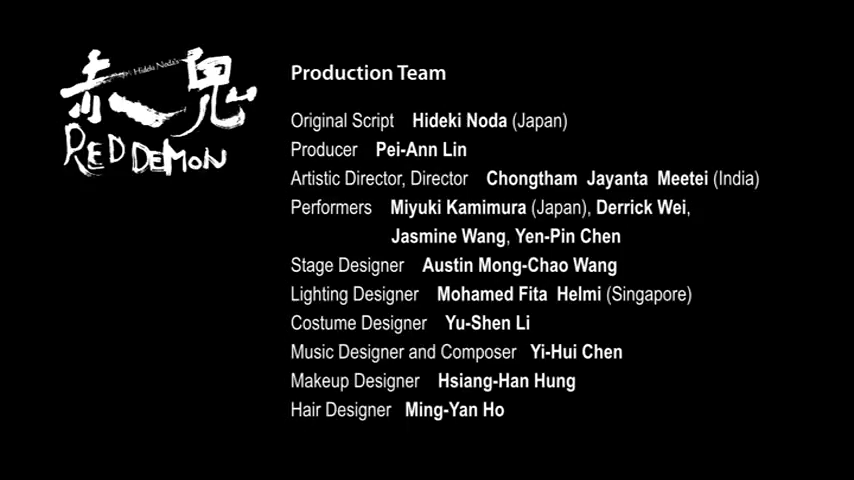 赤鬼
Hideki Noda's
RED DEMON
Production Team
Original Script Hideki Noda (Japan)
Producer Pei-Ann Lin
Artistic Director, Director Chongtham Jayanta Meetei (India)
Performers Miyuki Kamimura (Japan), Derrick Wei,
Jasmine Wang, Yen-Pin Chen
Stage Designer Austin Mong-Chao Wang
Lighting Designer Mohamed Fita Helmi (Singapore)
Costume Designer Yu-Shen Li
Music Designer and Composer Yi-Hui Chen
Makeup Designer Hsiang-Han Hung
Hair Designer Ming-Yan Ho